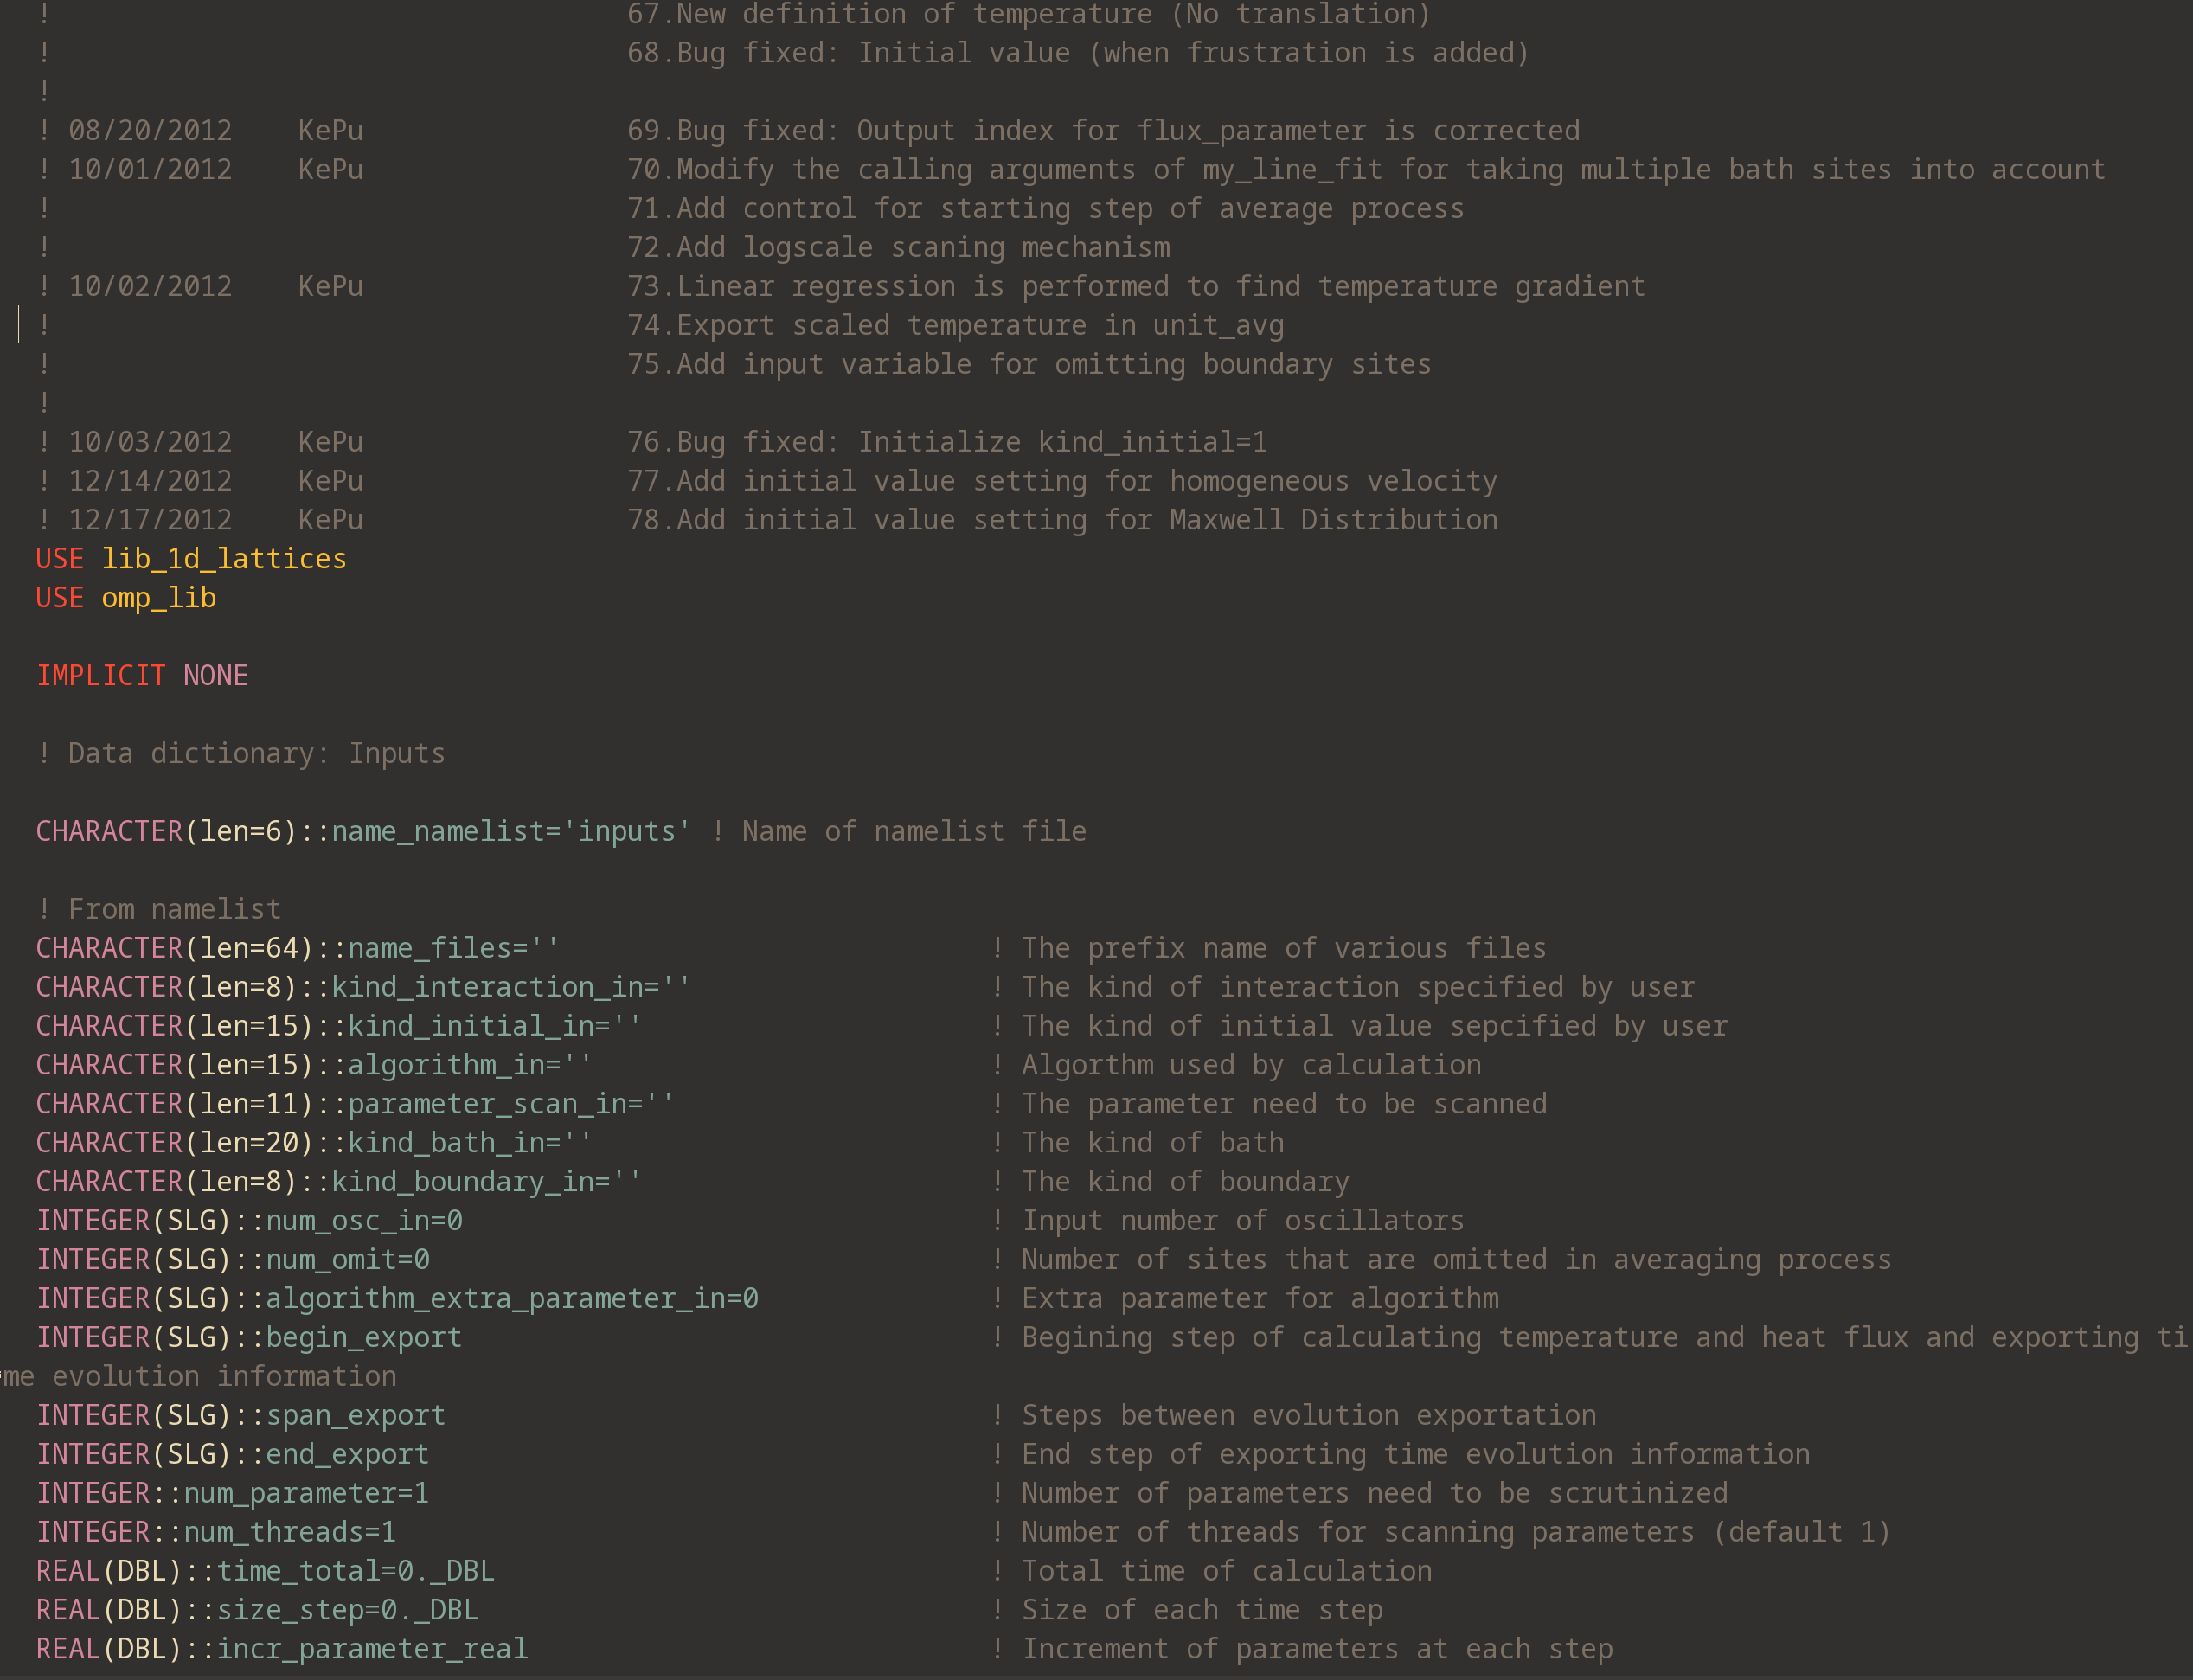 ! 67.New definition of temperature (No translation)
! 68.Bug fixed: Initial value (when frustration is added)
!
! 08/20/2012 KePu 69.Bug fixed: Output index for flux_parameter is corrected
! 10/01/2012 KePu 70.Modify the calling arguments of my_line_fit for taking multiple bath sites into account
! 71.Add control for starting step of average process
! 72.Add logscale scaning mechanism
! 10/02/2012 KePu 73.Linear regression is performed to find temperature gradient
! 74.Export scaled temperature in unit_avg
! 75.Add input variable for omitting boundary sites
!
! 10/03/2012 KePu 76.Bug fixed: Initialize kind_initial=1
! 12/14/2012 KePu 77.Add initial value setting for homogeneous velocity
! 12/17/2012 KePu 78.Add initial value setting for Maxwell Distribution
USE lib_1d_lattices
USE omp_lib
IMPLICIT NONE
! Data dictionary: Inputs
CHARACTER(len=6)::name_namelist='inputs' ! Name of namelist file
! From namelist
CHARACTER(len=64)::name_files='' ! The prefix name of various files
CHARACTER(len=8)::kind_interaction_in='' ! The kind of interaction specified by user
CHARACTER(len=15)::kind_initial_in='' ! The kind of initial value sepcified by user
CHARACTER(len=15)::algorithm_in='' ! Algorthm used by calculation
CHARACTER(len=11)::parameter_scan_in='' ! The parameter need to be scanned
CHARACTER(len=20)::kind_bath_in='' ! The kind of bath
CHARACTER(len=8)::kind_boundary_in='' ! The kind of boundary
INTEGER(SLG)::num_osc_in=0 ! Input number of oscillators
INTEGER(SLG)::num_omit=0 ! Number of sites that are omitted in averaging process
INTEGER(SLG)::algorithm_extra_parameter_in=0 ! Extra parameter for algorithm
INTEGER(SLG)::begin_export ! Begining step of calculating temperature and heat flux and exporting ti
me evolution information
INTEGER(SLG)::span_export ! Steps between evolution exportation
INTEGER(SLG)::end_export ! End step of exporting time evolution information
INTEGER::num_parameter=1 ! Number of parameters need to be scrutinized
INTEGER::num_threads=1 ! Number of threads for scanning parameters (default 1)
REAL(DBL)::time_total=0._DBL ! Total time of calculation
REAL(DBL)::size_step=0._DBL ! Size of each time step
REAL(DBL)::incr_parameter_real ! Increment of parameters at each step